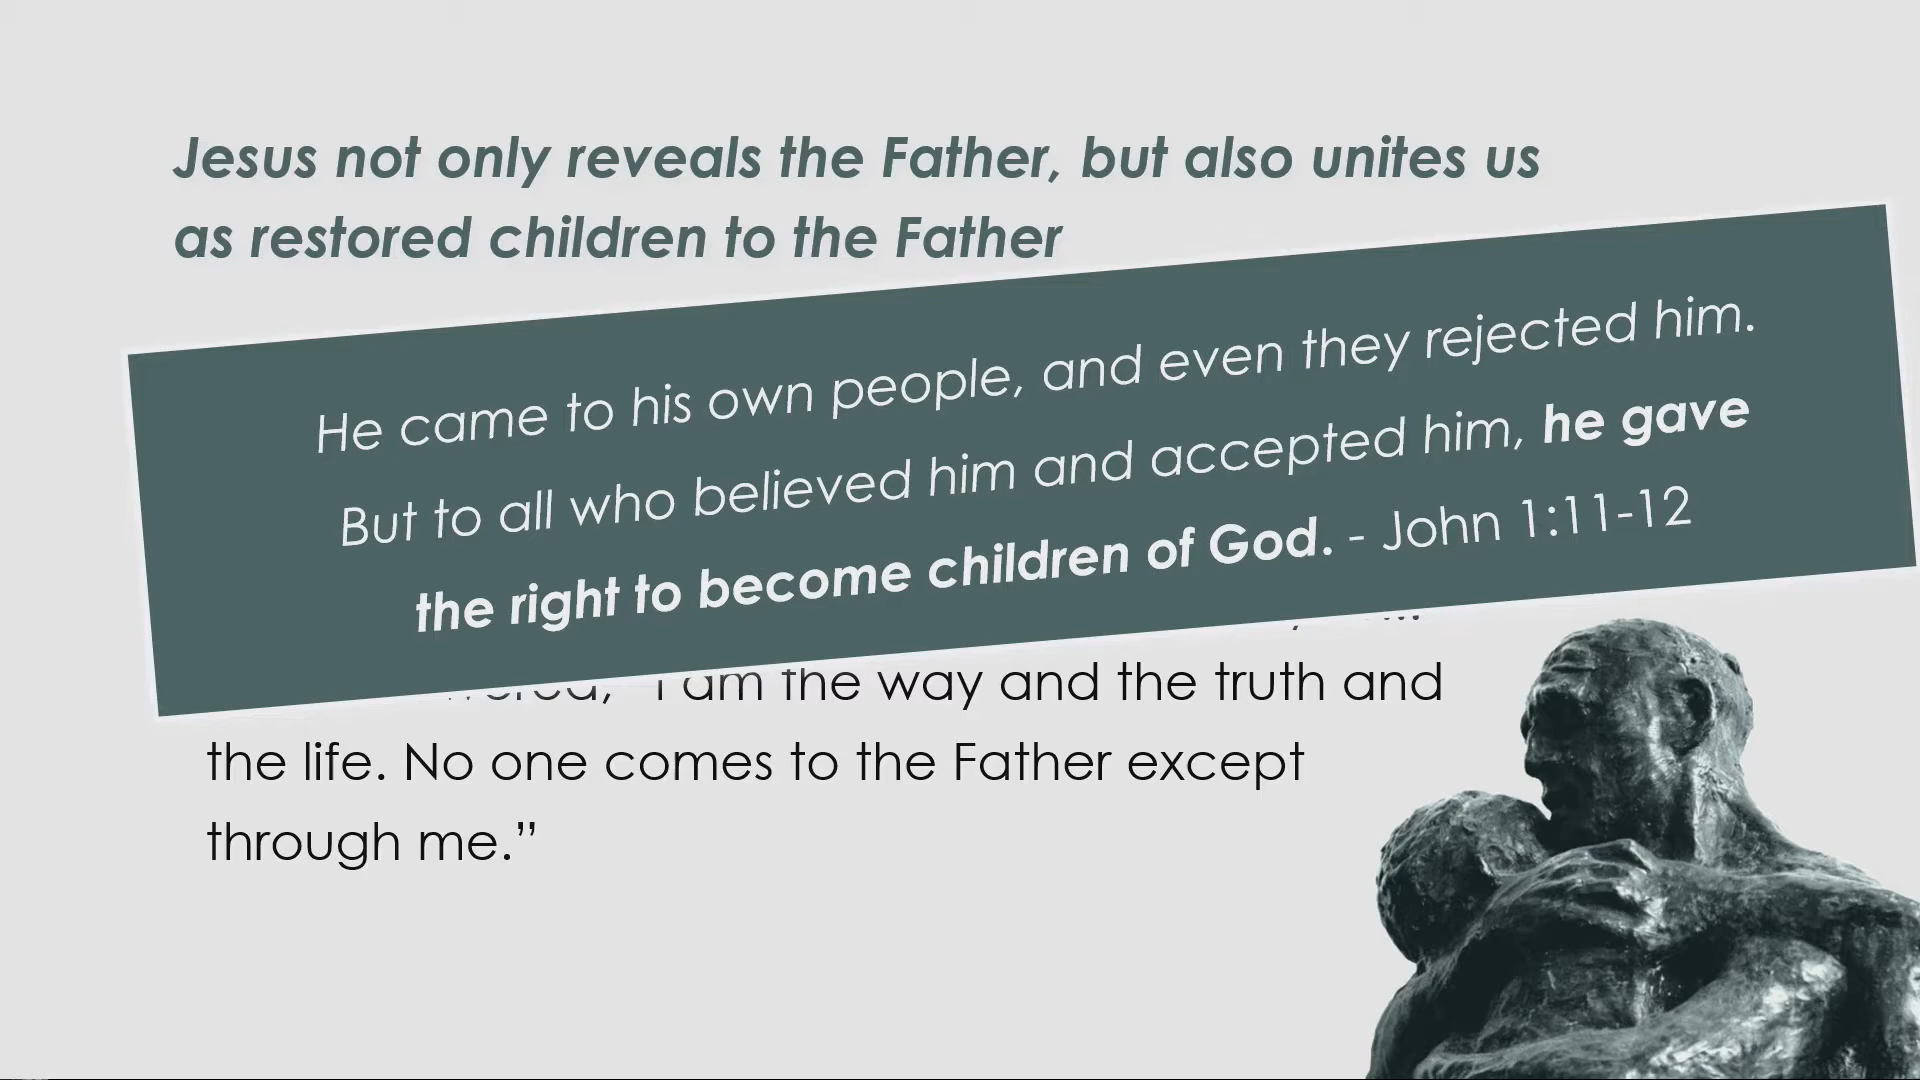 Jesus not only reveals the Father, but also unites us
as restored children to the Father
He came to his own people, and even they rejected him.
But to all who believed him and accepted him, he gave
the right to become children of God. - John 1:11-12
I am the way and the truth and
the life. No one comes to the Father except
through me.”